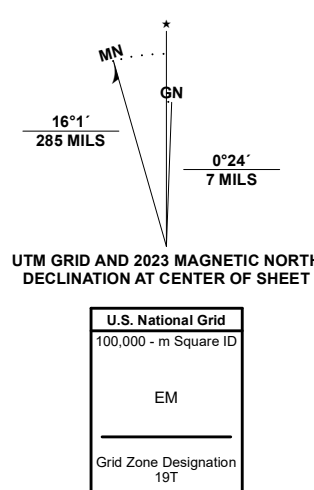 MN
GN
16°1´
285 MILS
0°24´
7 MILS
UTM GRID AND 2023 MAGNETIC NORTH
DECLINATION AT CENTER OF SHEET
U.S. National Grid
100,000 - m Square ID
EM
Grid Zone Designation
19T